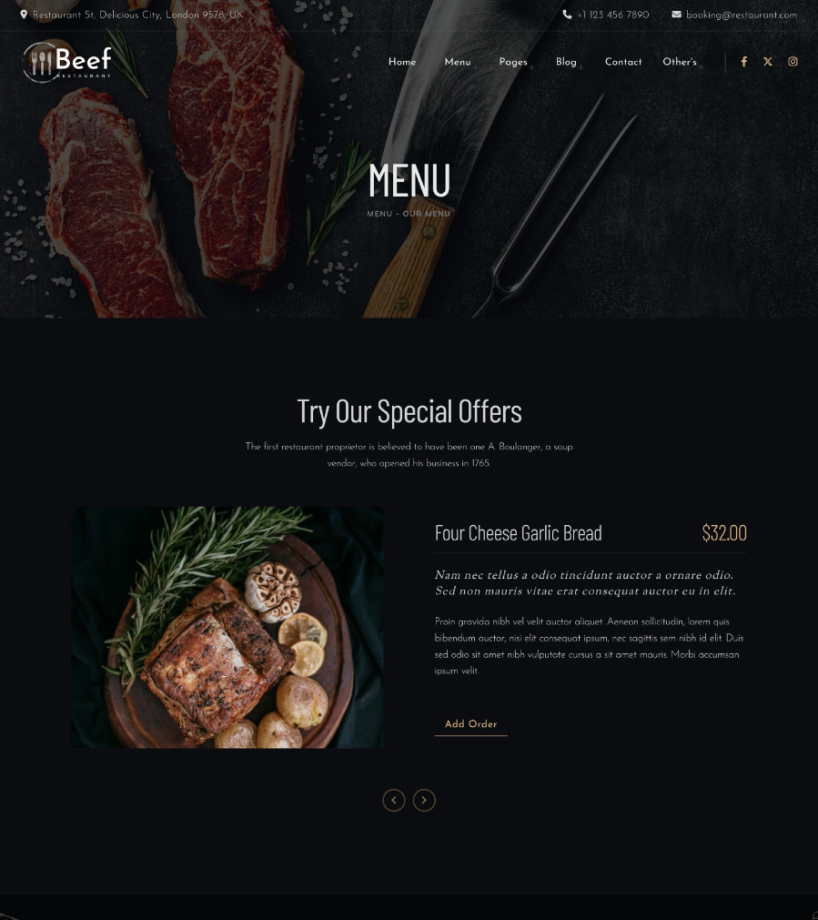 Restaurant St, Delicious City, London 9578, UK
+1 123 456 7890
booking@restaurant.com
Beef
RESTAURANT
Home
Menu
Pages
Blog
Contact
Other's
MENU
MENU - OUR MENU
Try Our Special Offers
The first restaurant proprietor is believed to have been one A. Boulanger, a soup
vendor, who opened his business in 1765.
Four Cheese Garlic Bread
$32.00
Nam nec tellus a odio tincidunt auctor a ornare odio.
Sed non mauris vitae erat consequat auctor eu in elit.
Proin gravida nibh vel velit auctor aliquet. Aenean sollicitudin, lorem quis
bibendum auctor, nisi elit consequat ipsum, nec sagittis sem nibh id elit. Duis
sed odio sit amet nibh vulputate cursus a sit amet mauris. Morbi accumsan
ipsum velit.
Add Order